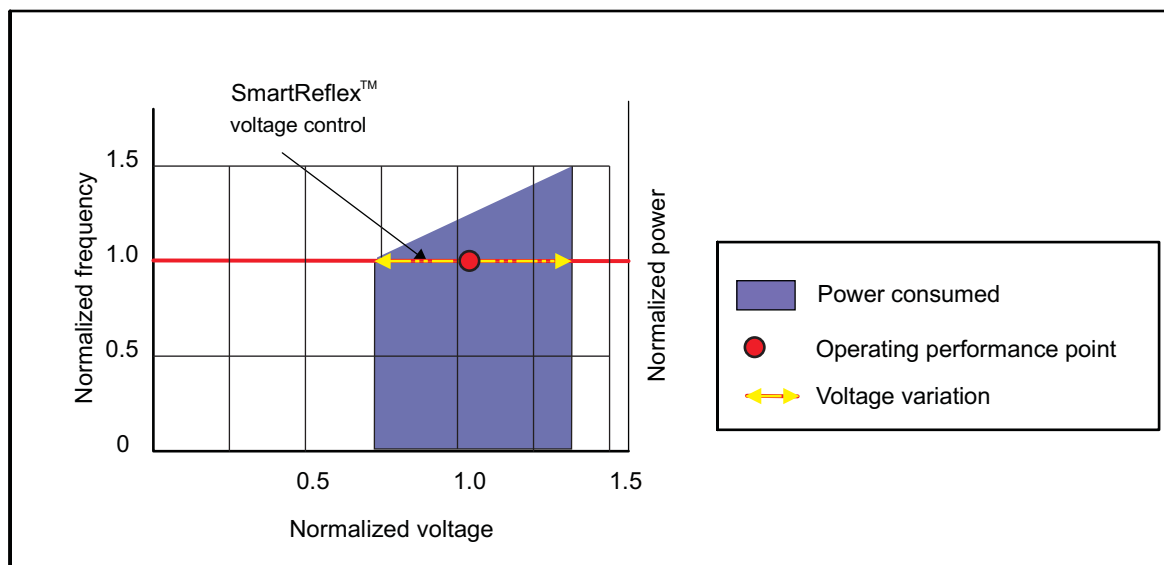 SmartReflex™
voltage control
Normalized frequency
1.5
1.0
0.5
0
0.5
1.0
1.5
Normalized voltage
Normalized power
Power consumed
Operating performance point
Voltage variation